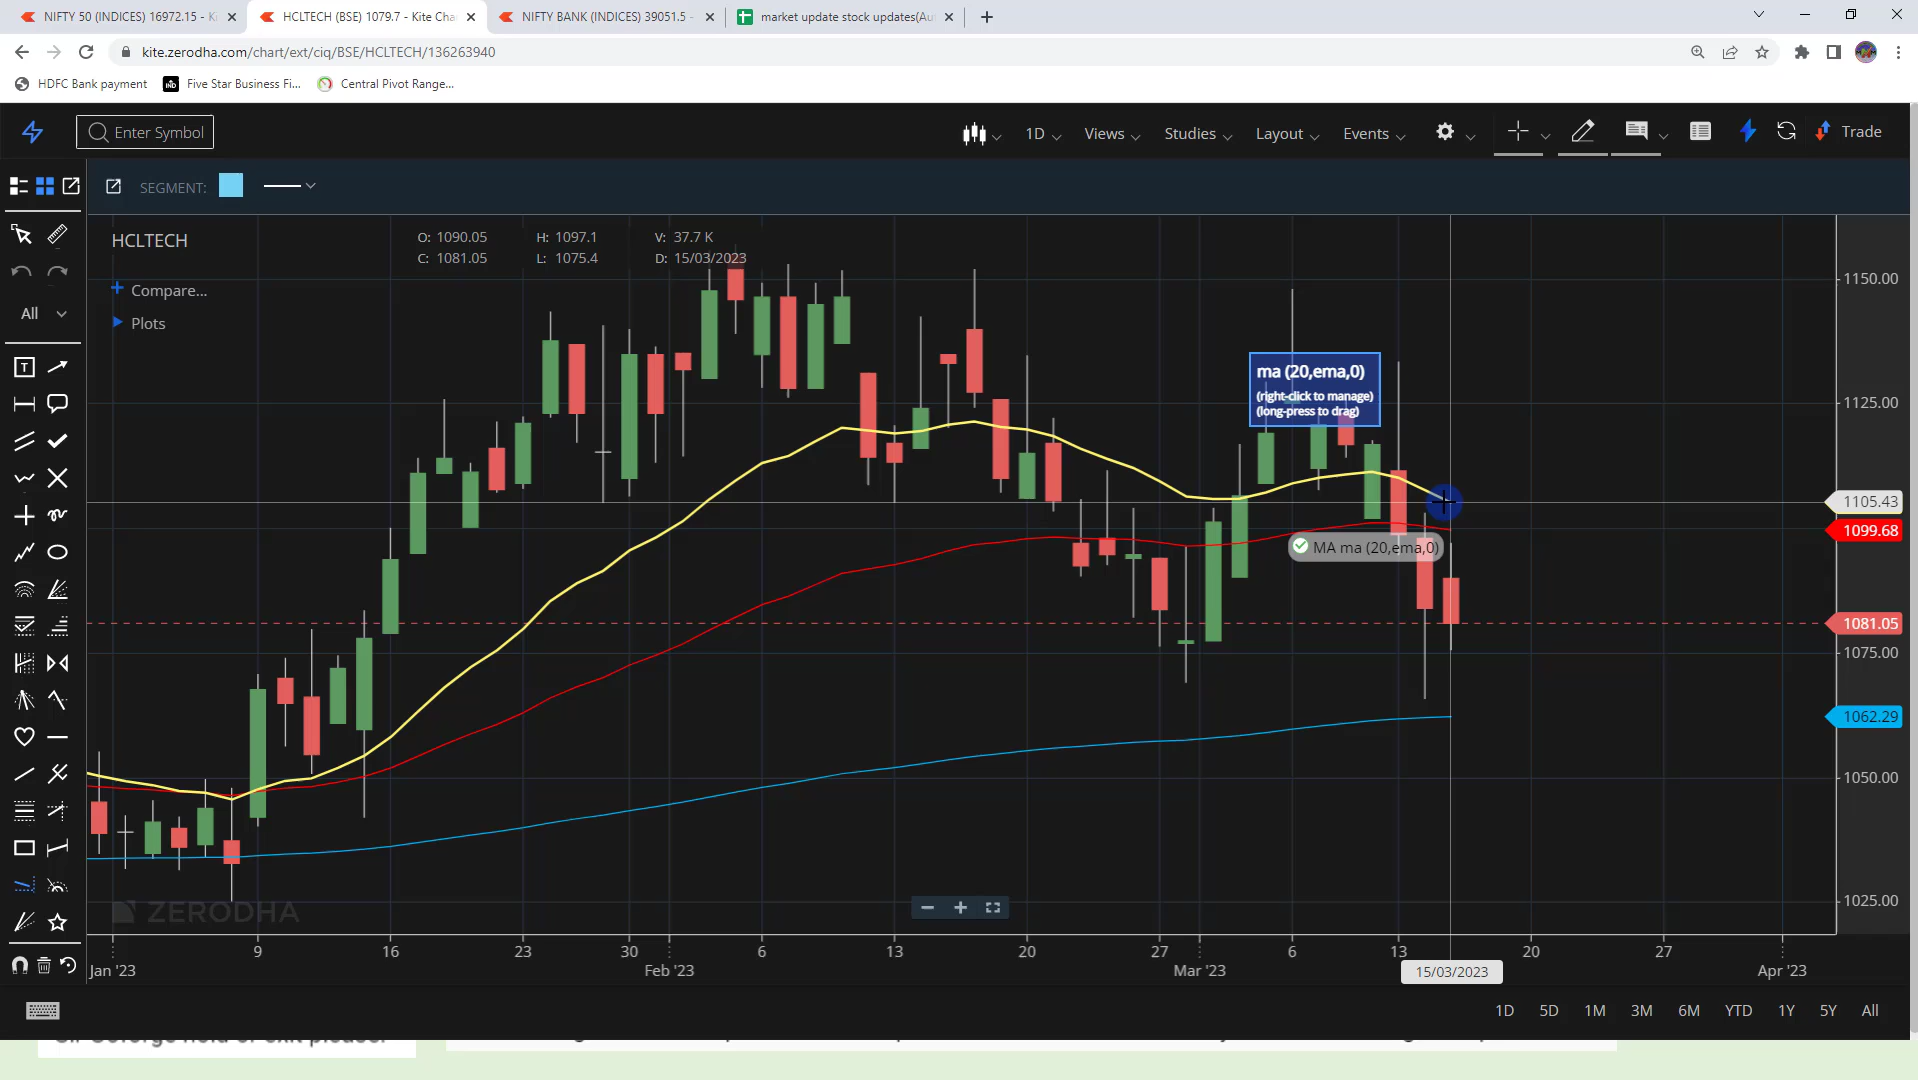 NIFTY 50 (INDICES) 16972.15 - Ki
HCLTECH (BSE) 1079.7 - Kite Cha
NIFTY BANK (INDICES) 39051.5 -
market update stock updates(Au
kite.zerodha.com/chart/ext/ciq/BSE/HCLTECH/136263940
HDFC Bank payment
Five Star Business Fi...
Central Pivot Range...
Enter Symbol
1D
Views
Studies
Layout
Events
Trade
SEGMENT:
HCLTECH
O: 1090.05
H: 1097.1
V: 37.7 K
C: 1081.05
L: 1075.4
D: 15/03/2023
Compare...
Plots
All
ma (20,ema,0)
(right-click to manage)
(long-press to drag)
MA ma (20,ema,0)
1150.00
1125.00
1105.43
1099.68
1081.05
1075.00
1062.29
1050.00
1025.00
ZERODHA
9
16
23
30
6
13
20
27
6
13
20
27
Jan '23
Feb '23
Mar '23
15/03/2023
Apr '23
1D
5D
1M
3M
6M
YTD
1Y
5Y
All